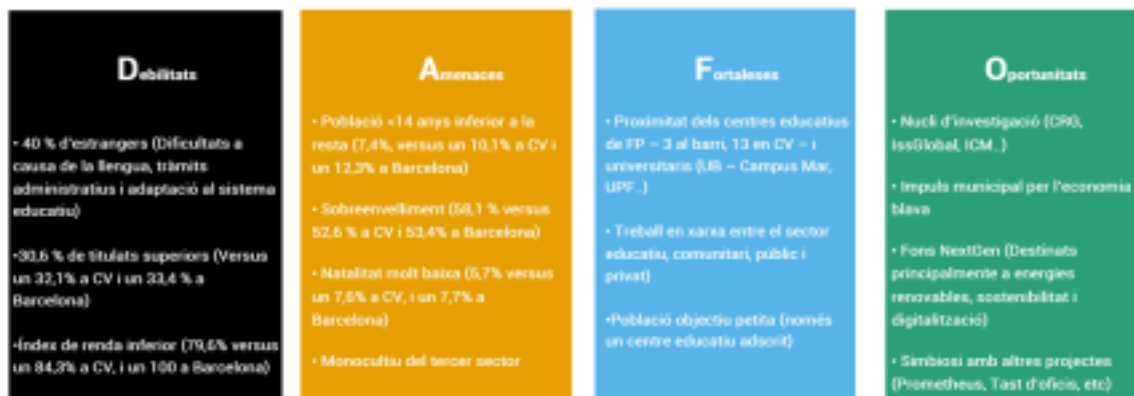 Debilitats
• 40 % d'estrangers (Dificultats a
causa de la llengua, tràmits
administratius i adaptació al sistema
educatiu)
•30,6 % de titulats superiors (Versus
un 32,1% a CV i un 33,4 % a
Barcelona)
•Índex de renda inferior (79,6% versus
un 84,3% a CV, i un 100 a Barcelona)
Amenaces
• Població <14 anys inferior a la
resta (7,4%, versus un 10,1% a CV i
un 12,3% a Barcelona)
• Sobreenvelliment (58,1 % versus
52,6 % a CV i 53,4% a Barcelona)
• Natalitat molt baixa (5,7% versus
un 7,6% a CV, i un 7,7% a
Barcelona)
• Monocultiu del tercer sector
Fortaleses
• Proximitat dels centres educatius
de FP – 3 al barri, 13 en CV – i
universitaris (UB – Campus Mar,
UPF..)
• Treball en xarxa entre el sector
educatiu, comunitari, públic i
privat)
•Població objectiu petita (només
un centre educatiu adscrit)
Oportunitats
• Nucli d'investigació (CRG,
IssGlobal, ICM..)
• Impuls municipal per l'economia
blava
• Fons NextGen (Destinats
principalment a energies
renovables, sostenibilitat i
digitalització)
• Simbiosi amb altres projectes
(Prometheus, Tast d'oficis, etc)